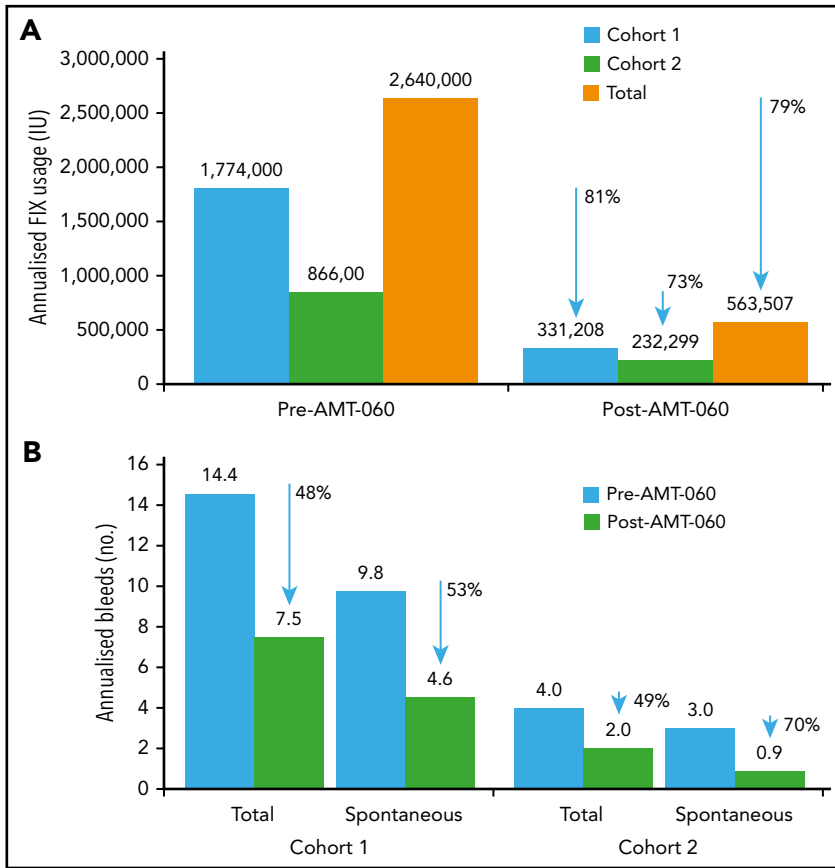 A
Cohort 1
Cohort 2
Total
Annualised FIX usage (IU)
3,000,000
2,500,000
2,000,000
1,500,000
1,000,000
500,000
0
1,774,000
866,00
2,640,000
81%
73%
79%
331,208
232,299
563,507
Pre-AMT-060
Post-AMT-060
B
Pre-AMT-060
Post-AMT-060
Annualised bleeds (no.)
16
14
12
10
8
6
4
2
0
14.4
48%
7.5
9.8
53%
4.6
4.0
49%
2.0
3.0
70%
0.9
Total
Spontaneous
Total
Spontaneous
Cohort 1
Cohort 2